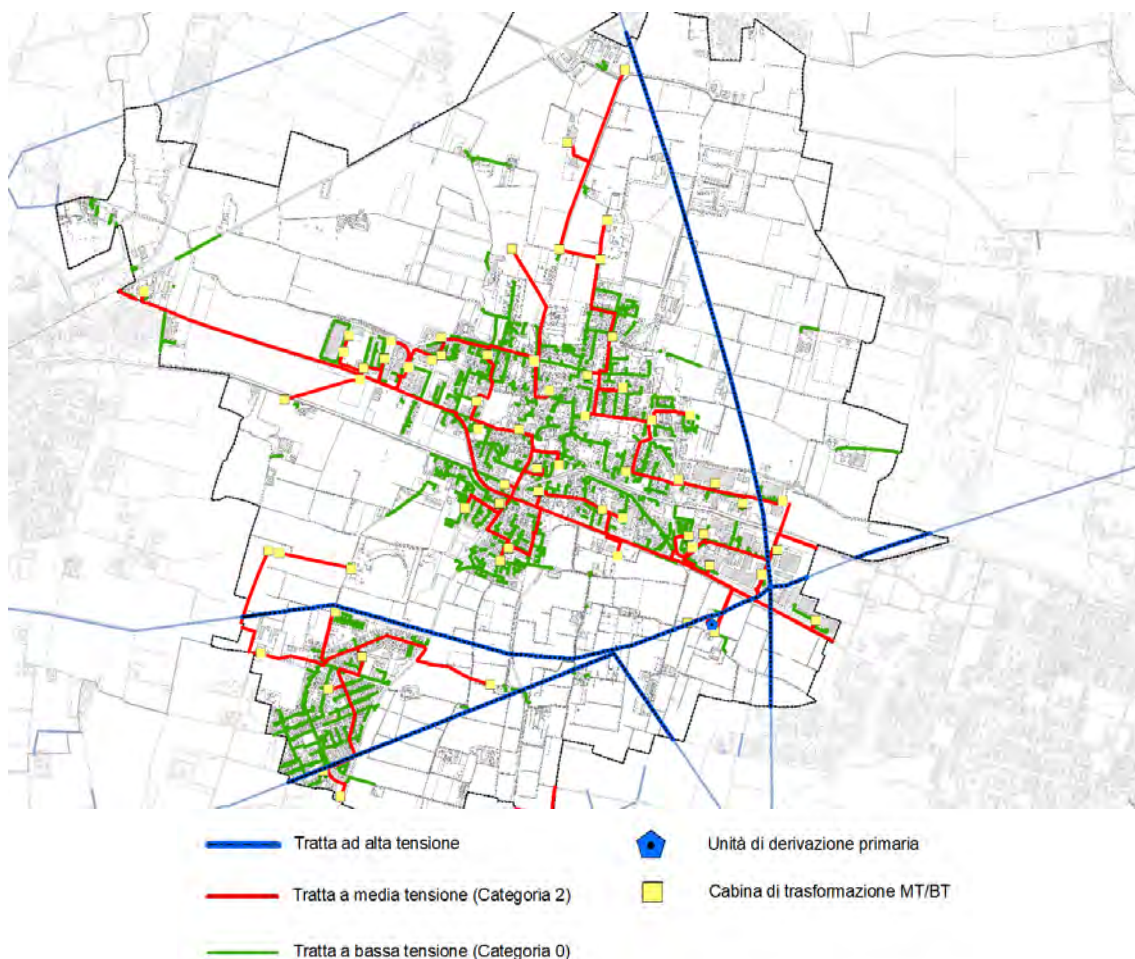 Tratta ad alta tensione
Unità di derivazione primaria
Tratta a media tensione (Categoria 2)
Cabina di trasformazione MT/BT
Tratta a bassa tensione (Categoria 0)